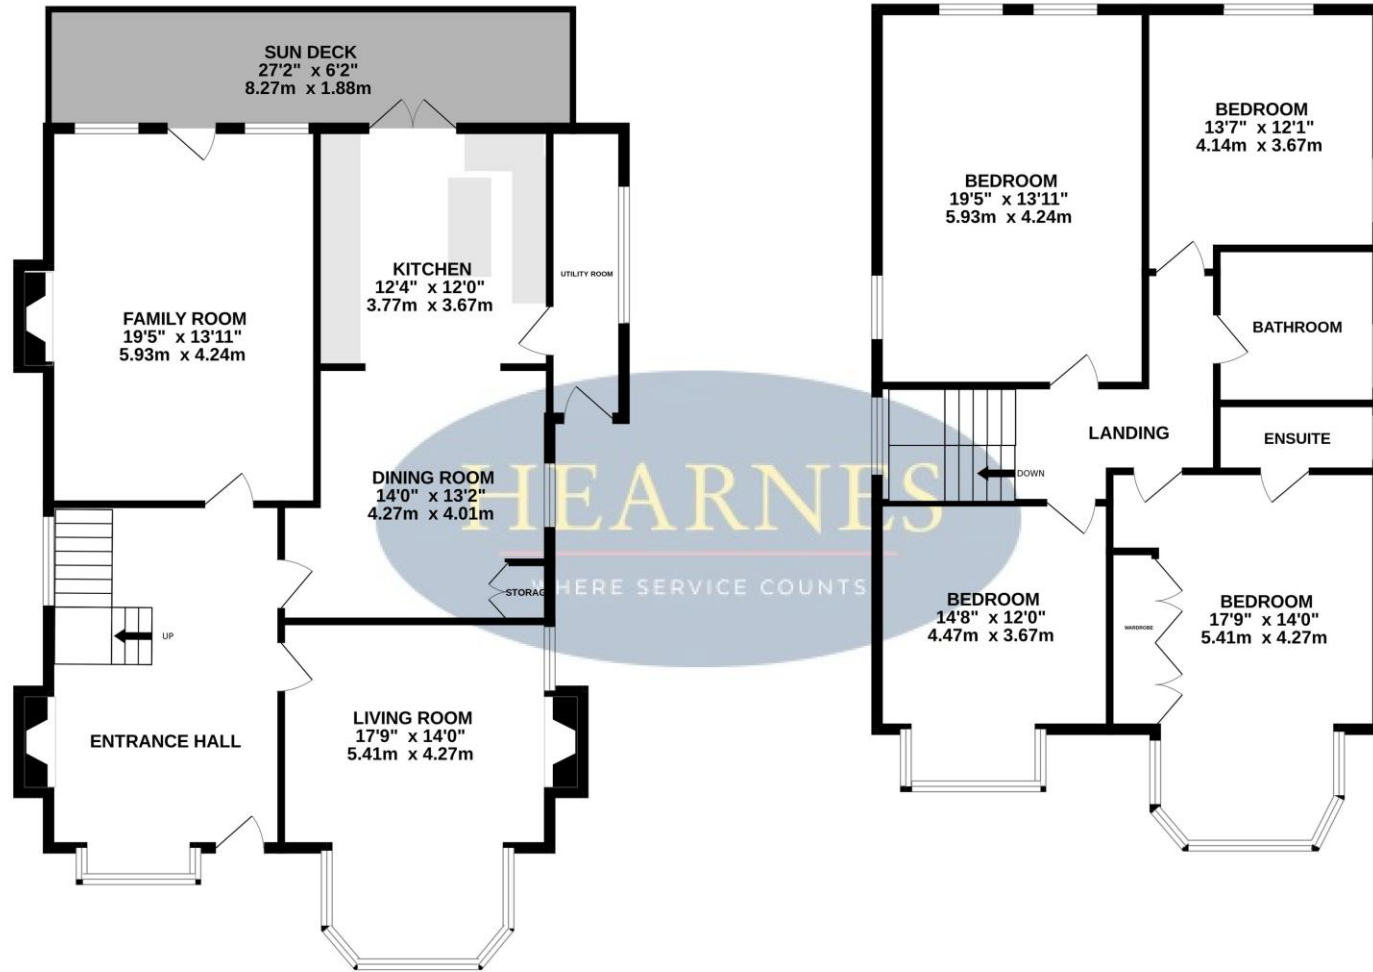 SUN DECK
27'2" x 6'2"
8.27m x 1.88m
FAMILY ROOM
19'5" x 13'11"
5.93m x 4.24m
KITCHEN
12'4" x 12'0"
3.77m x 3.67m
UTILITY ROOM
DINING ROOM
14'0" x 13'2"
4.27m x 4.01m
STORAG
UP
ENTRANCE HALL
LIVING ROOM
17'9" x 14'0"
5.41m x 4.27m
BEDROOM
19'5" x 13'11"
5.93m x 4.24m
BEDROOM
13'7" x 12'1"
4.14m x 3.67m
BATHROOM
LANDING
ENSUITE
DOWN
BEDROOM
14'8" x 12'0"
4.47m x 3.67m
WARDROBE
BEDROOM
17'9" x 14'0"
5.41m x 4.27m
HEARNES
WHERE SERVICE COUNTS